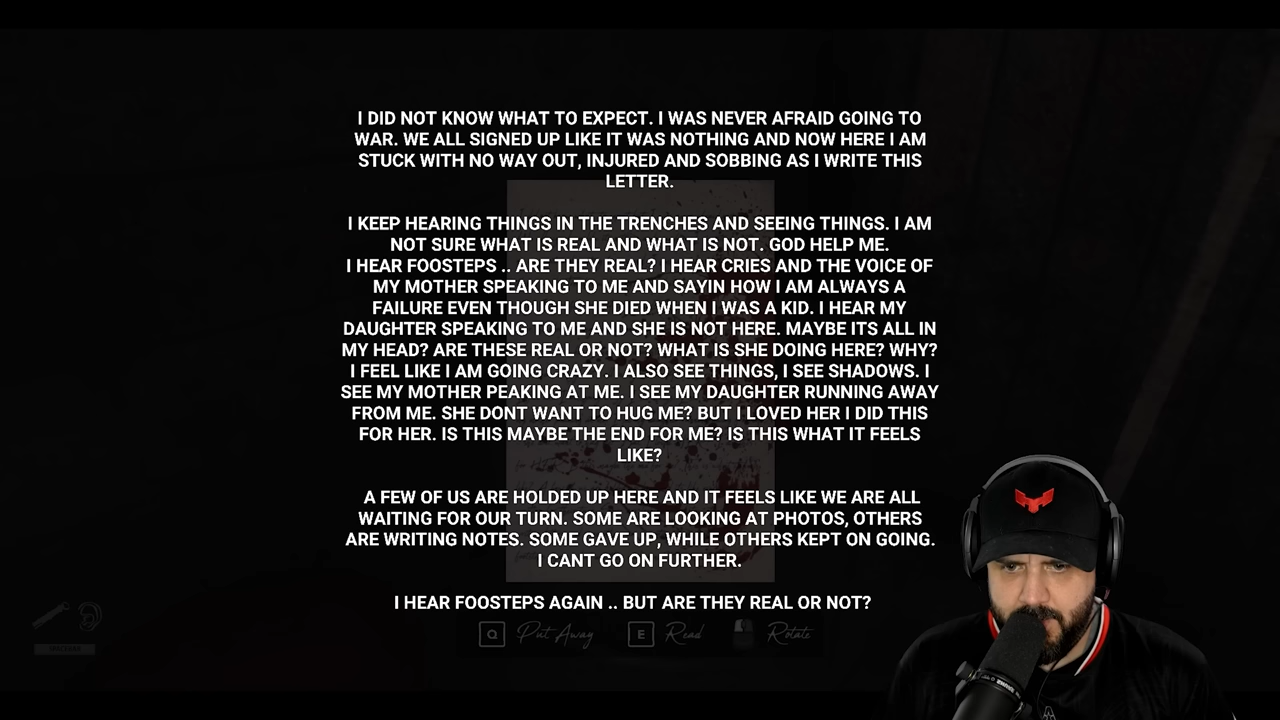 I DID NOT KNOW WHAT TO EXPECT. I WAS NEVER AFRAID GOING TO
WAR. WE ALL SIGNED UP LIKE IT WAS NOTHING AND NOW HERE I AM
STUCK WITH NO WAY OUT, INJURED AND SOBBING AS I WRITE THIS
LETTER.
I KEEP HEARING THINGS IN THE TRENCHES AND SEEING THINGS. I AM
NOT SURE WHAT IS REAL AND WHAT IS NOT. GOD HELP ME.
I HEAR FOOSTEPS .. ARE THEY REAL? I HEAR CRIES AND THE VOICE OF
MY MOTHER SPEAKING TO ME AND SAYIN HOW I AM ALWAYS A
FAILURE EVEN THOUGH SHE DIED WHEN I WAS A KID. I HEAR MY
DAUGHTER SPEAKING TO ME AND SHE IS NOT HERE. MAYBE ITS ALL IN
MY HEAD? ARE THESE REAL OR NOT? WHAT IS SHE DOING HERE? WHY?
I FEEL LIKE I AM GOING CRAZY. I ALSO SEE THINGS, I SEE SHADOWS. I
SEE MY MOTHER PEAKING AT ME. I SEE MY DAUGHTER RUNNING AWAY
FROM ME. SHE DONT WANT TO HUG ME? BUT I LOVED HER I DID THIS
FOR HER. IS THIS MAYBE THE END FOR ME? IS THIS WHAT IT FEELS
LIKE?
A FEW OF US ARE HOLDED UP HERE AND IT FEELS LIKE WE ARE ALL
WAITING FOR OUR TURN. SOME ARE LOOKING AT PHOTOS, OTHERS
ARE WRITING NOTES. SOME GAVE UP, WHILE OTHERS KEPT ON GOING.
I CANT GO ON FURTHER.
I HEAR FOOSTEPS AGAIN .. BUT ARE THEY REAL OR NOT?
Q Put Away E Read Rotate